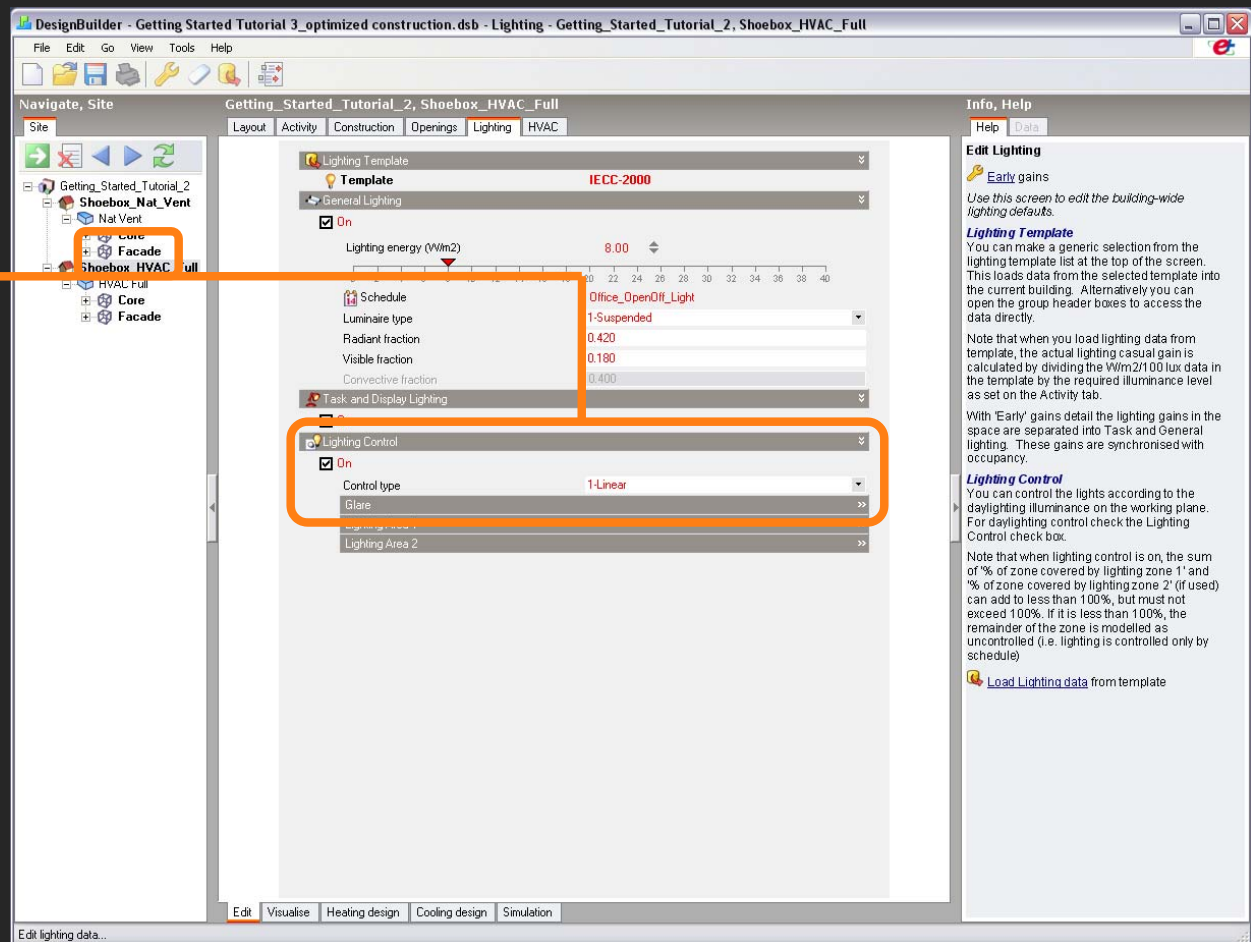 DesignBuilder - Getting Started Tutorial 3_optimized construction.dsb - Lighting - Getting_Started_Tutorial_2, Shoebox_HVAC_Full
File Edit Go View Tools Help
Navigate, Site
Site
Getting_Started_Tutorial_2
Shoebox_Nat_Vent
Nat Vent
Core
Facade
Shoebox_HVAC_Full
HVAC Full
Core
Facade
Getting_Started_Tutorial_2, Shoebox_HVAC_Full
Layout Activity Construction Openings Lighting HVAC
Lighting Template
Template IECC-2000
General Lighting
On
Lighting energy (W/m2) 8.00
20 22 24 26 28 30 32 34 36 38 40
Schedule Office_OpenOff_Light
Luminaire type 1-Suspended
Radiant fraction 0.420
Visible fraction 0.180
Convective fraction 0.400
Task and Display Lighting
Lighting Control
On
Control type 1-Linear
Glare
Lighting Area 2
Edit Visualise Heating design Cooling design Simulation
Info, Help
Help Data
Edit Lighting
Early gains
Use this screen to edit the building-wide
lighting defaults.
Lighting Template
You can make a generic selection from the
lighting template list at the top of the screen.
This loads data from the selected template into
the current building. Alternatively you can
open the group header boxes to access the
data directly.
Note that when you load lighting data from
template, the actual lighting casual gain is
calculated by dividing the W/m2/100 lux data in
the template by the required illuminance level
as set on the Activity tab.
With 'Early' gains detail the lighting gains in the
space are separated into Task and General
lighting. These gains are synchronised with
occupancy.
Lighting Control
You can control the lights according to the
daylighting illuminance on the working plane.
For daylighting control check the Lighting
Control check box.
Note that when lighting control is on, the sum
of '% of zone covered by lighting zone 1' and
'% of zone covered by lighting zone 2' (if used)
can add to less than 100%, but must not
exceed 100%. If it is less than 100%, the
remainder of the zone is modelled as
uncontrolled (i.e. lighting is controlled only by
schedule)
Load Lighting data from template
Edit lighting data...